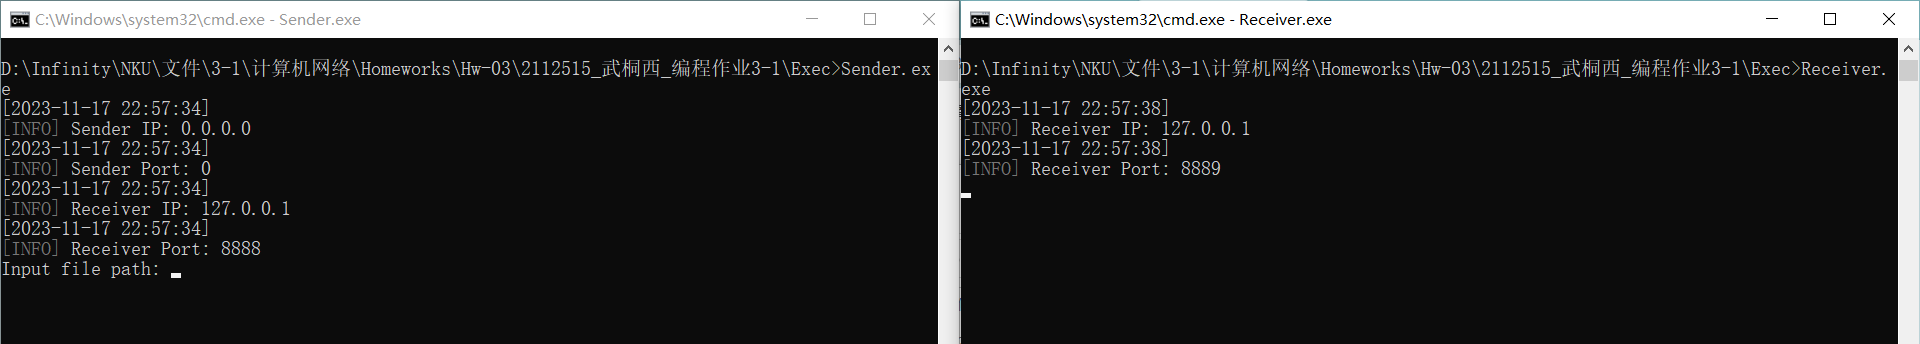 C:\Windows\system32\cmd.exe - Sender.exe
D:\Infinity\NKU\文件\3-1\计算机网络\Homeworks\Hw-03\2112515_武桐西_编程作业3-1\Exec>Sender.ex
e
[2023-11-17 22:57:34]
[INFO] Sender IP: 0.0.0.0
[2023-11-17 22:57:34]
[INFO] Sender Port: 0
[2023-11-17 22:57:34]
[INFO] Receiver IP: 127.0.0.1
[2023-11-17 22:57:34]
[INFO] Receiver Port: 8888
Input file path:
C:\Windows\system32\cmd.exe - Receiver.exe
D:\Infinity\NKU\文件\3-1\计算机网络\Homeworks\Hw-03\2112515_武桐西_编程作业3-1\Exec>Receiver.
exe
[2023-11-17 22:57:38]
[INFO] Receiver IP: 127.0.0.1
[2023-11-17 22:57:38]
[INFO] Receiver Port: 8889